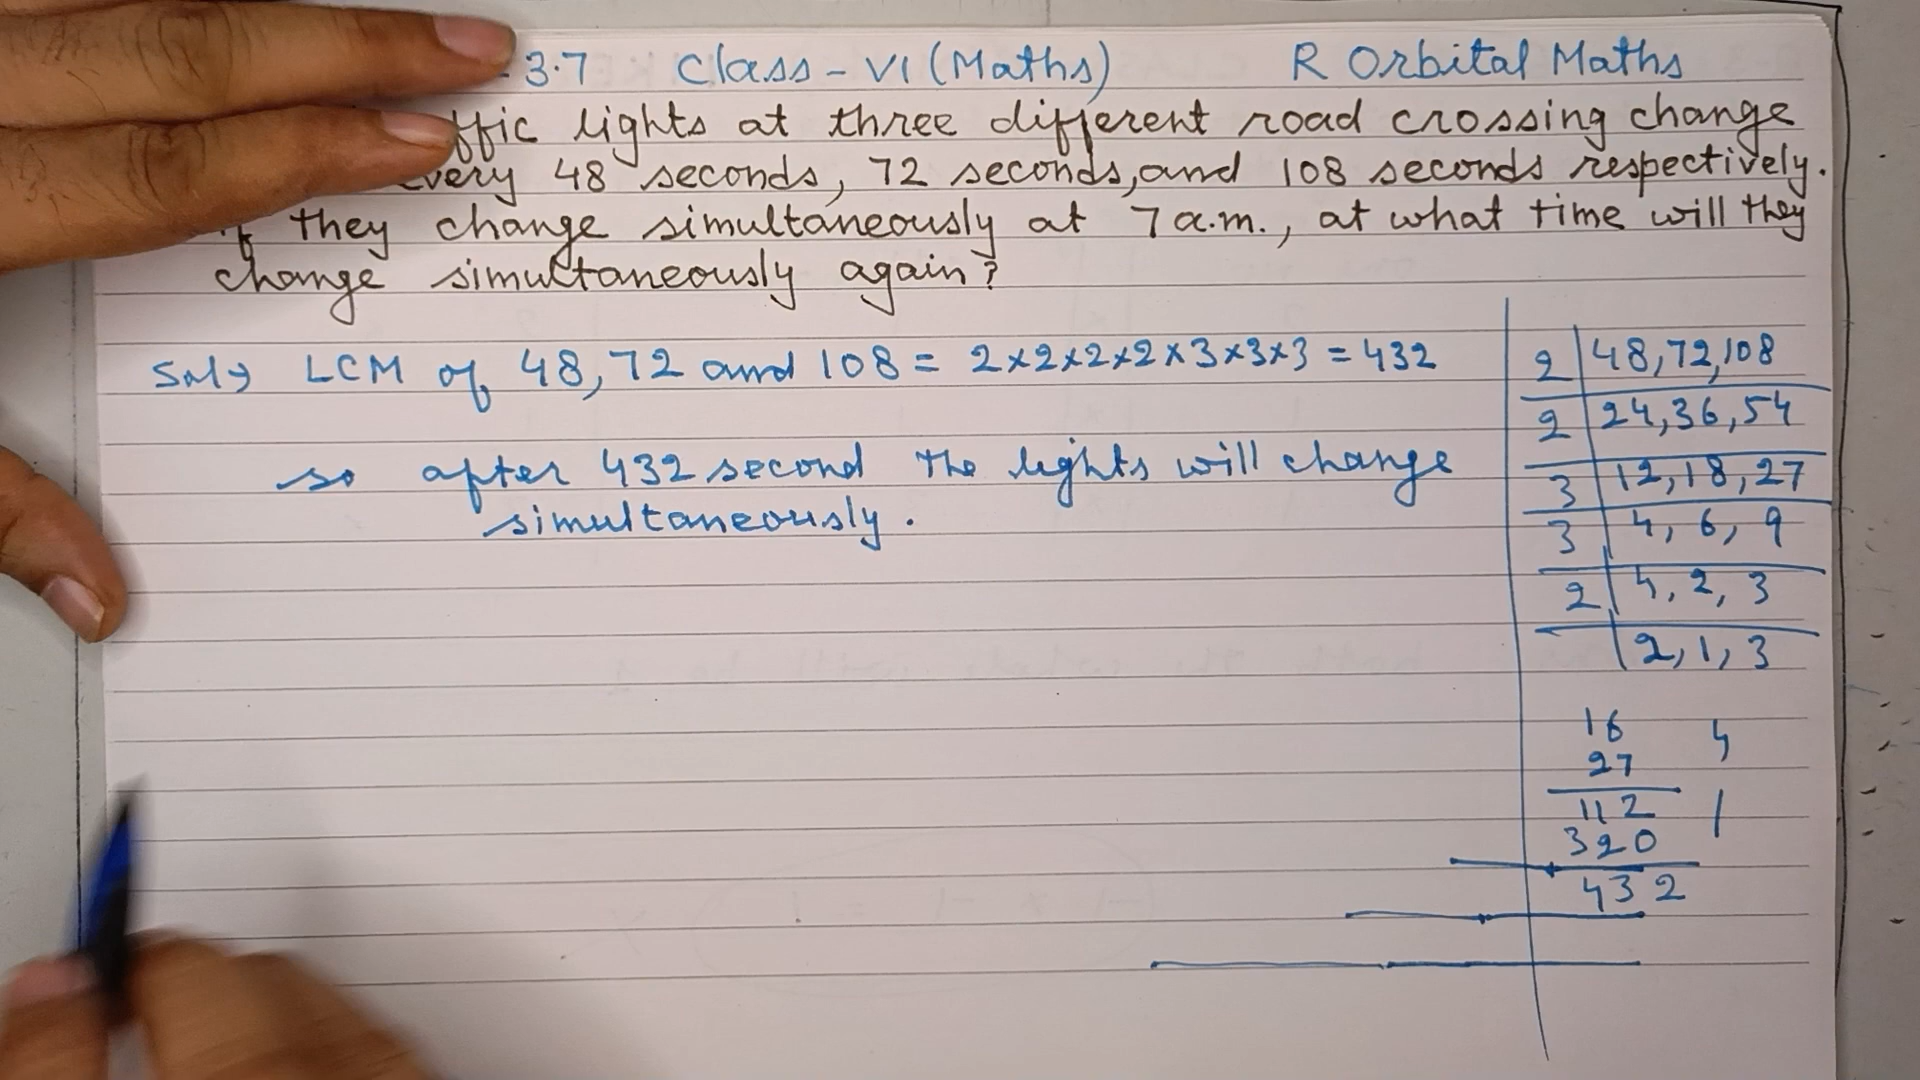 3.7 Class - VI (Maths) R Orbital Maths
lights at three different road crossing change
every 48 seconds, 72 seconds, and 108 seconds respectively.
If they change simultaneously at 7 a.m., at what time will they
change simultaneously again?
Sol→ LCM of 48, 72 and 108 = 2×2×2×2×3×3×3 = 432
so after 432 second the lights will change
simultaneously.
2 | 48, 72, 108
2 | 24, 36, 54
3 | 12, 18, 27
3 | 4, 6, 9
2 | 4, 2, 3
| 2, 1, 3
16 4
27
112 1
320
432